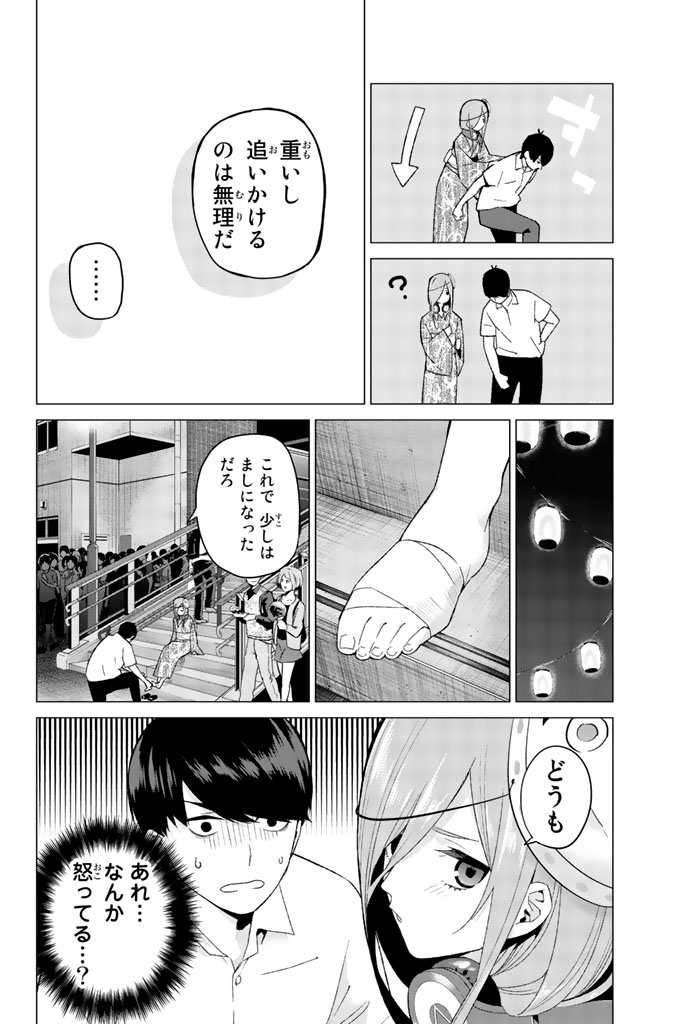 すっ
?
重いし
追いかける
のは無理だ
……
これで少しは
ましになった
だろ
どうも
あれ…
なんか
怒ってる…?